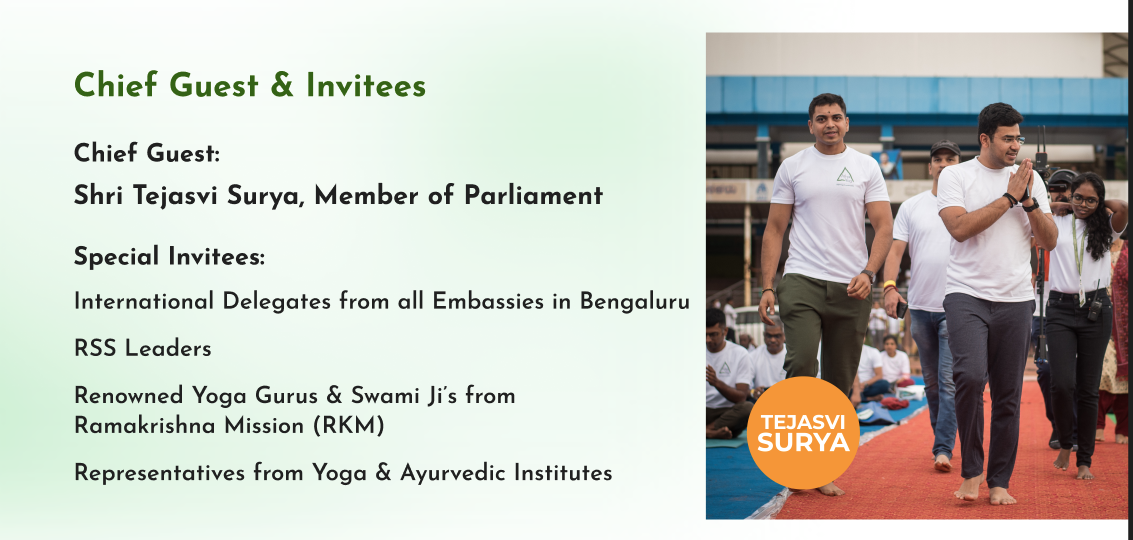 Chief Guest & Invitees
Chief Guest:
Shri Tejasvi Surya, Member of Parliament
Special Invitees:
International Delegates from all Embassies in Bengaluru
RSS Leaders
Renowned Yoga Gurus & Swami Ji's from
Ramakrishna Mission (RKM)
Representatives from Yoga & Ayurvedic Institutes
TEJASVI
SURYA